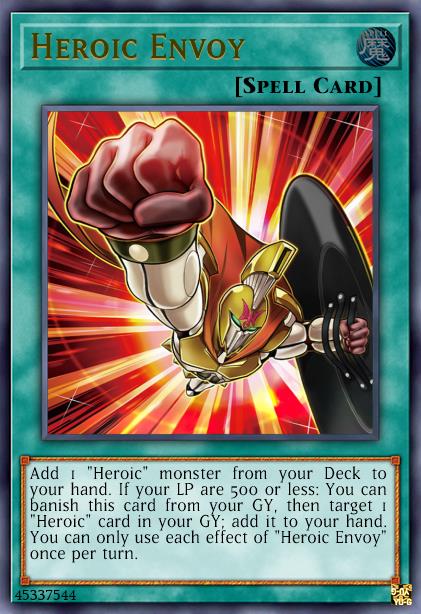 Heroic Envoy
魔
[Spell Card]
Add 1 "Heroic" monster from your Deck to
your hand. If your LP are 500 or less: You can
banish this card from your GY, then target 1
"Heroic" card in your GY; add it to your hand.
You can only use each effect of "Heroic Envoy"
once per turn.
45337544